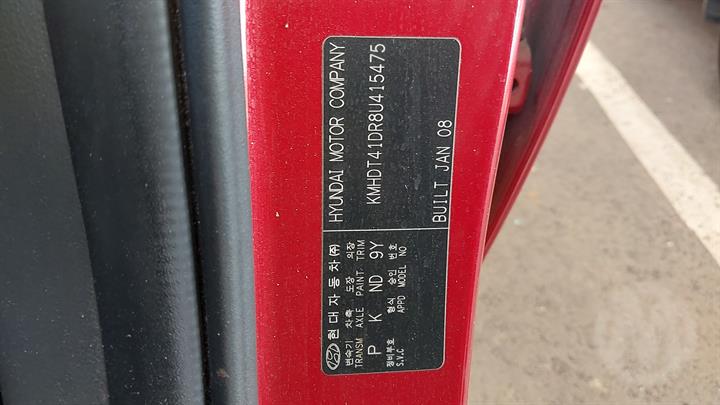 현대자동차(주) HYUNDAI MOTOR COMPANY
변속기 차축 도장 의장
TRANSM AXLE PAINT TRIM
P K ND 9Y KMHDT41DR8U415475
정비부호 형식 승인 번호
S.V.C APPD MODEL NO
BUILT JAN 08